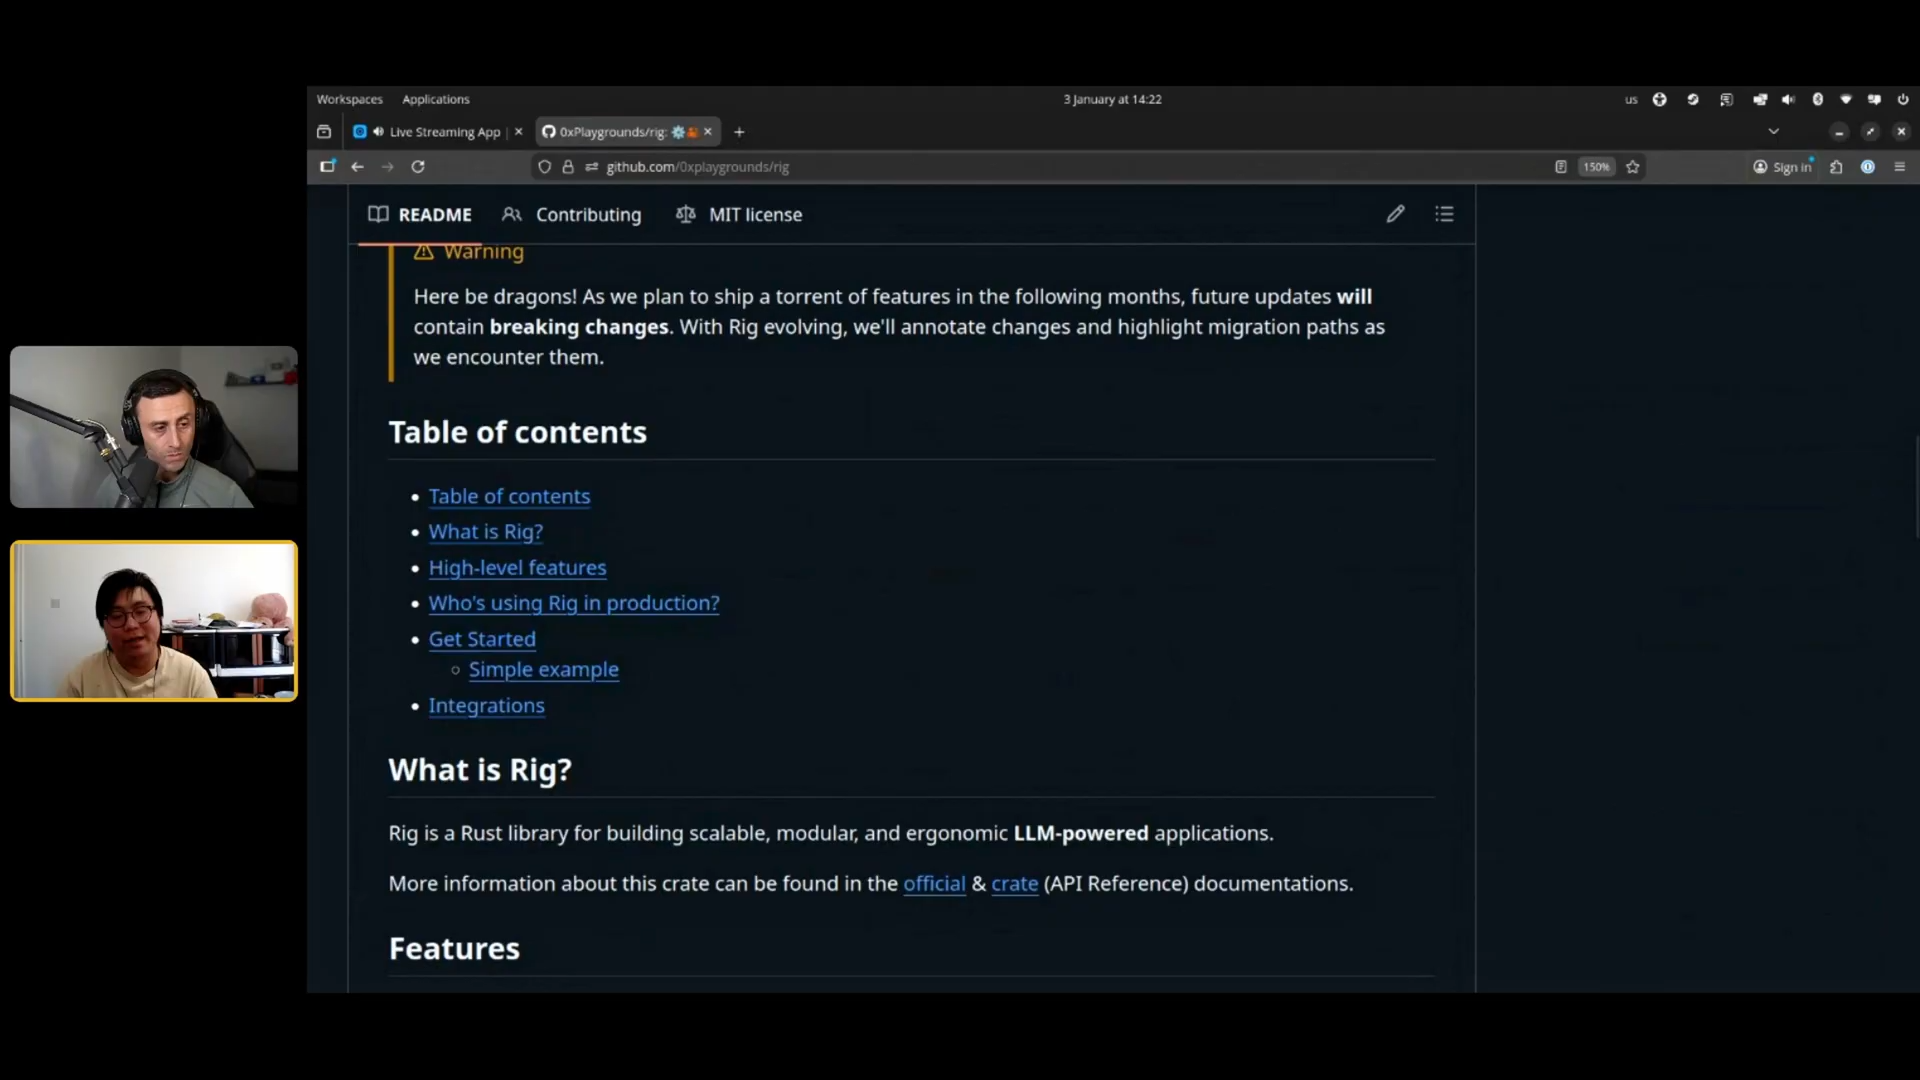 Workspaces Applications 3 January at 14:22 us
Live Streaming App 0xPlaygrounds/rig:
github.com/0xplaygrounds/rig 150% Sign in
README Contributing MIT license
Warning
Here be dragons! As we plan to ship a torrent of features in the following months, future updates will
contain breaking changes. With Rig evolving, we'll annotate changes and highlight migration paths as
we encounter them.
Table of contents
Table of contents
What is Rig?
High-level features
Who's using Rig in production?
Get Started
Simple example
Integrations
What is Rig?
Rig is a Rust library for building scalable, modular, and ergonomic LLM-powered applications.
More information about this crate can be found in the official & crate (API Reference) documentations.
Features